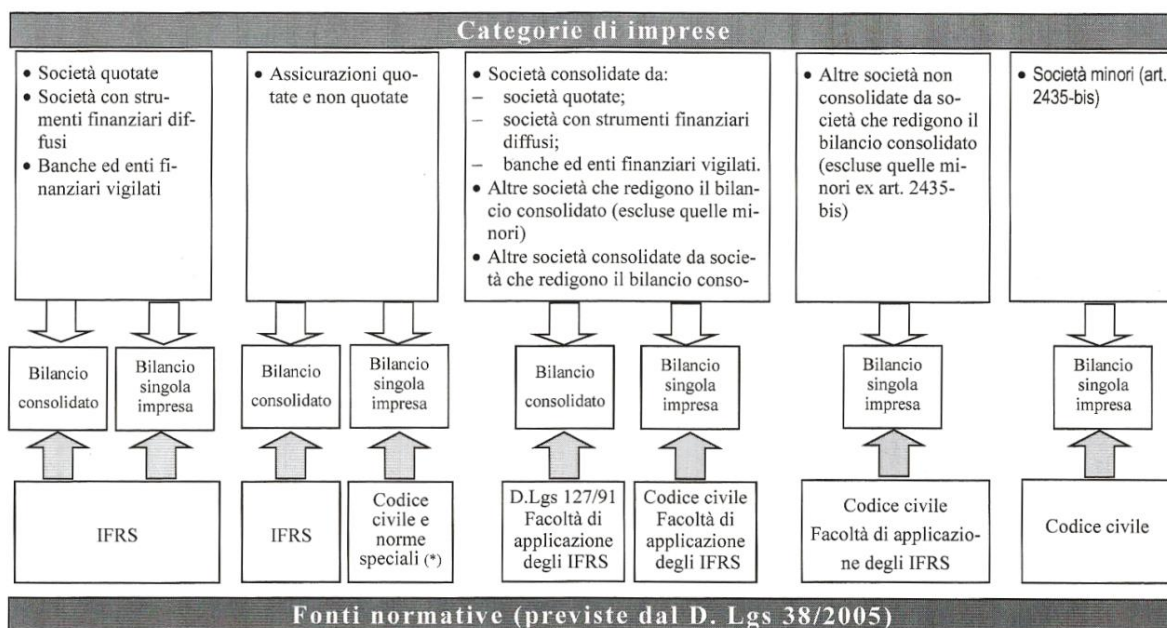 Categorie di imprese
• Società quotate
• Società con stru-
menti finanziari dif-
fusi
• Banche ed enti fi-
nanziari vigilati
• Assicurazioni quo-
tate e non quotate
• Società consolidate da:
– società quotate;
– società con strumenti finanziari
diffusi;
– banche ed enti finanziari vigilati.
• Altre società che redigono il bilan-
cio consolidato (escluse quelle mi-
nori)
• Altre società consolidate da socie-
tà che redigono il bilancio conso-
• Altre società non
consolidate da so-
cietà che redigono il
bilancio consolidato
(escluse quelle mi-
nori ex art. 2435-
bis)
• Società minori (art.
2435-bis)
Bilancio
consolidato
Bilancio
singola
impresa
Bilancio
consolidato
Bilancio
singola
impresa
Bilancio
consolidato
Bilancio
singola
impresa
Bilancio
singola
impresa
Bilancio
singola
impresa
IFRS
IFRS
Codice
civile e
norme
speciali (*)
D.Lgs 127/91
Facoltà di
applicazione
degli IFRS
Codice civile
Facoltà di
applicazione
degli IFRS
Codice civile
Facoltà di applicazio-
ne degli IFRS
Codice civile
Fonti normative (previste dal D. Lgs 38/2005)